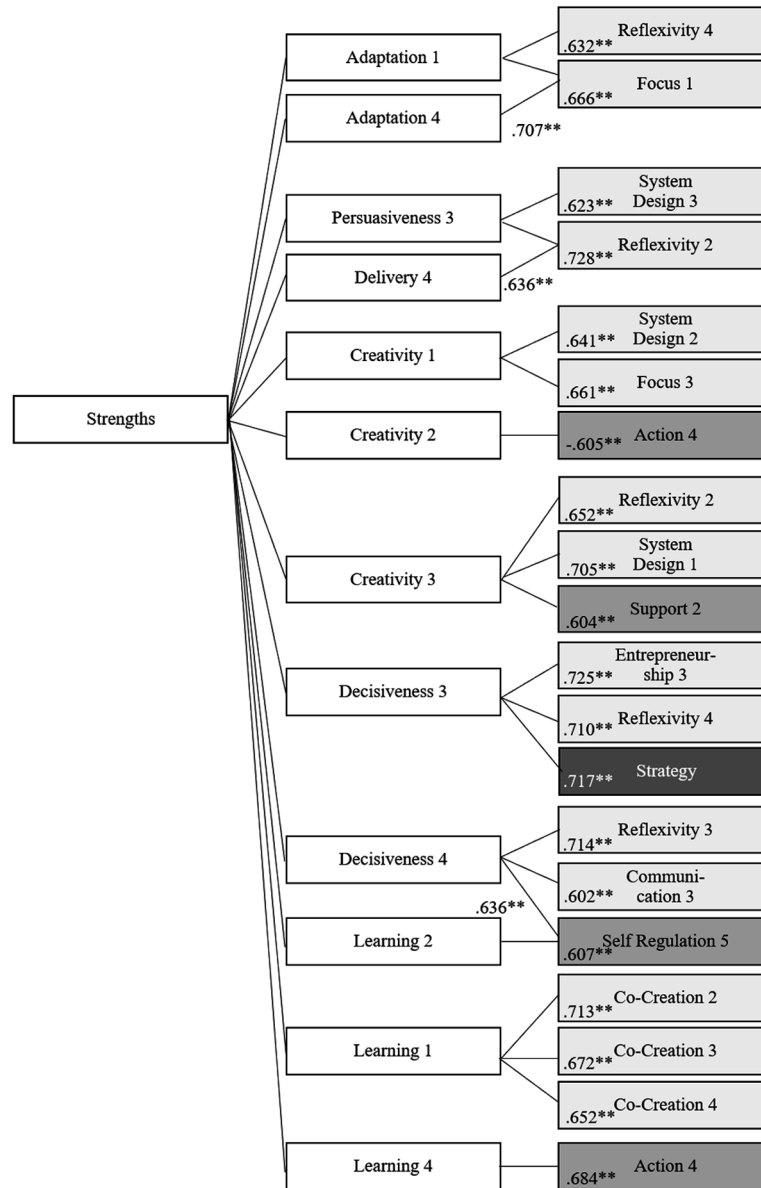 Reflexivity 4
.632**
Adaptation 1
Focus 1
.666**
Adaptation 4
.707**
System
Design 3
.623**
Persuasiveness 3
Reflexivity 2
.728**
Delivery 4
.636**
System
Design 2
.641**
Creativity 1
Focus 3
.661**
Strengths
Creativity 2
Action 4
-.605**
Reflexivity 2
.652**
System
Design 1
.705**
Creativity 3
Support 2
.604**
Entrepreneur-
ship 3
.725**
Decisiveness 3
Reflexivity 4
.710**
Strategy
.717**
Reflexivity 3
.714**
Decisiveness 4
Communi-
cation 3
.602**
.636**
Learning 2
Self Regulation 5
.607**
Co-Creation 2
.713**
Learning 1
Co-Creation 3
.672**
Co-Creation 4
.652**
Learning 4
Action 4
.684**